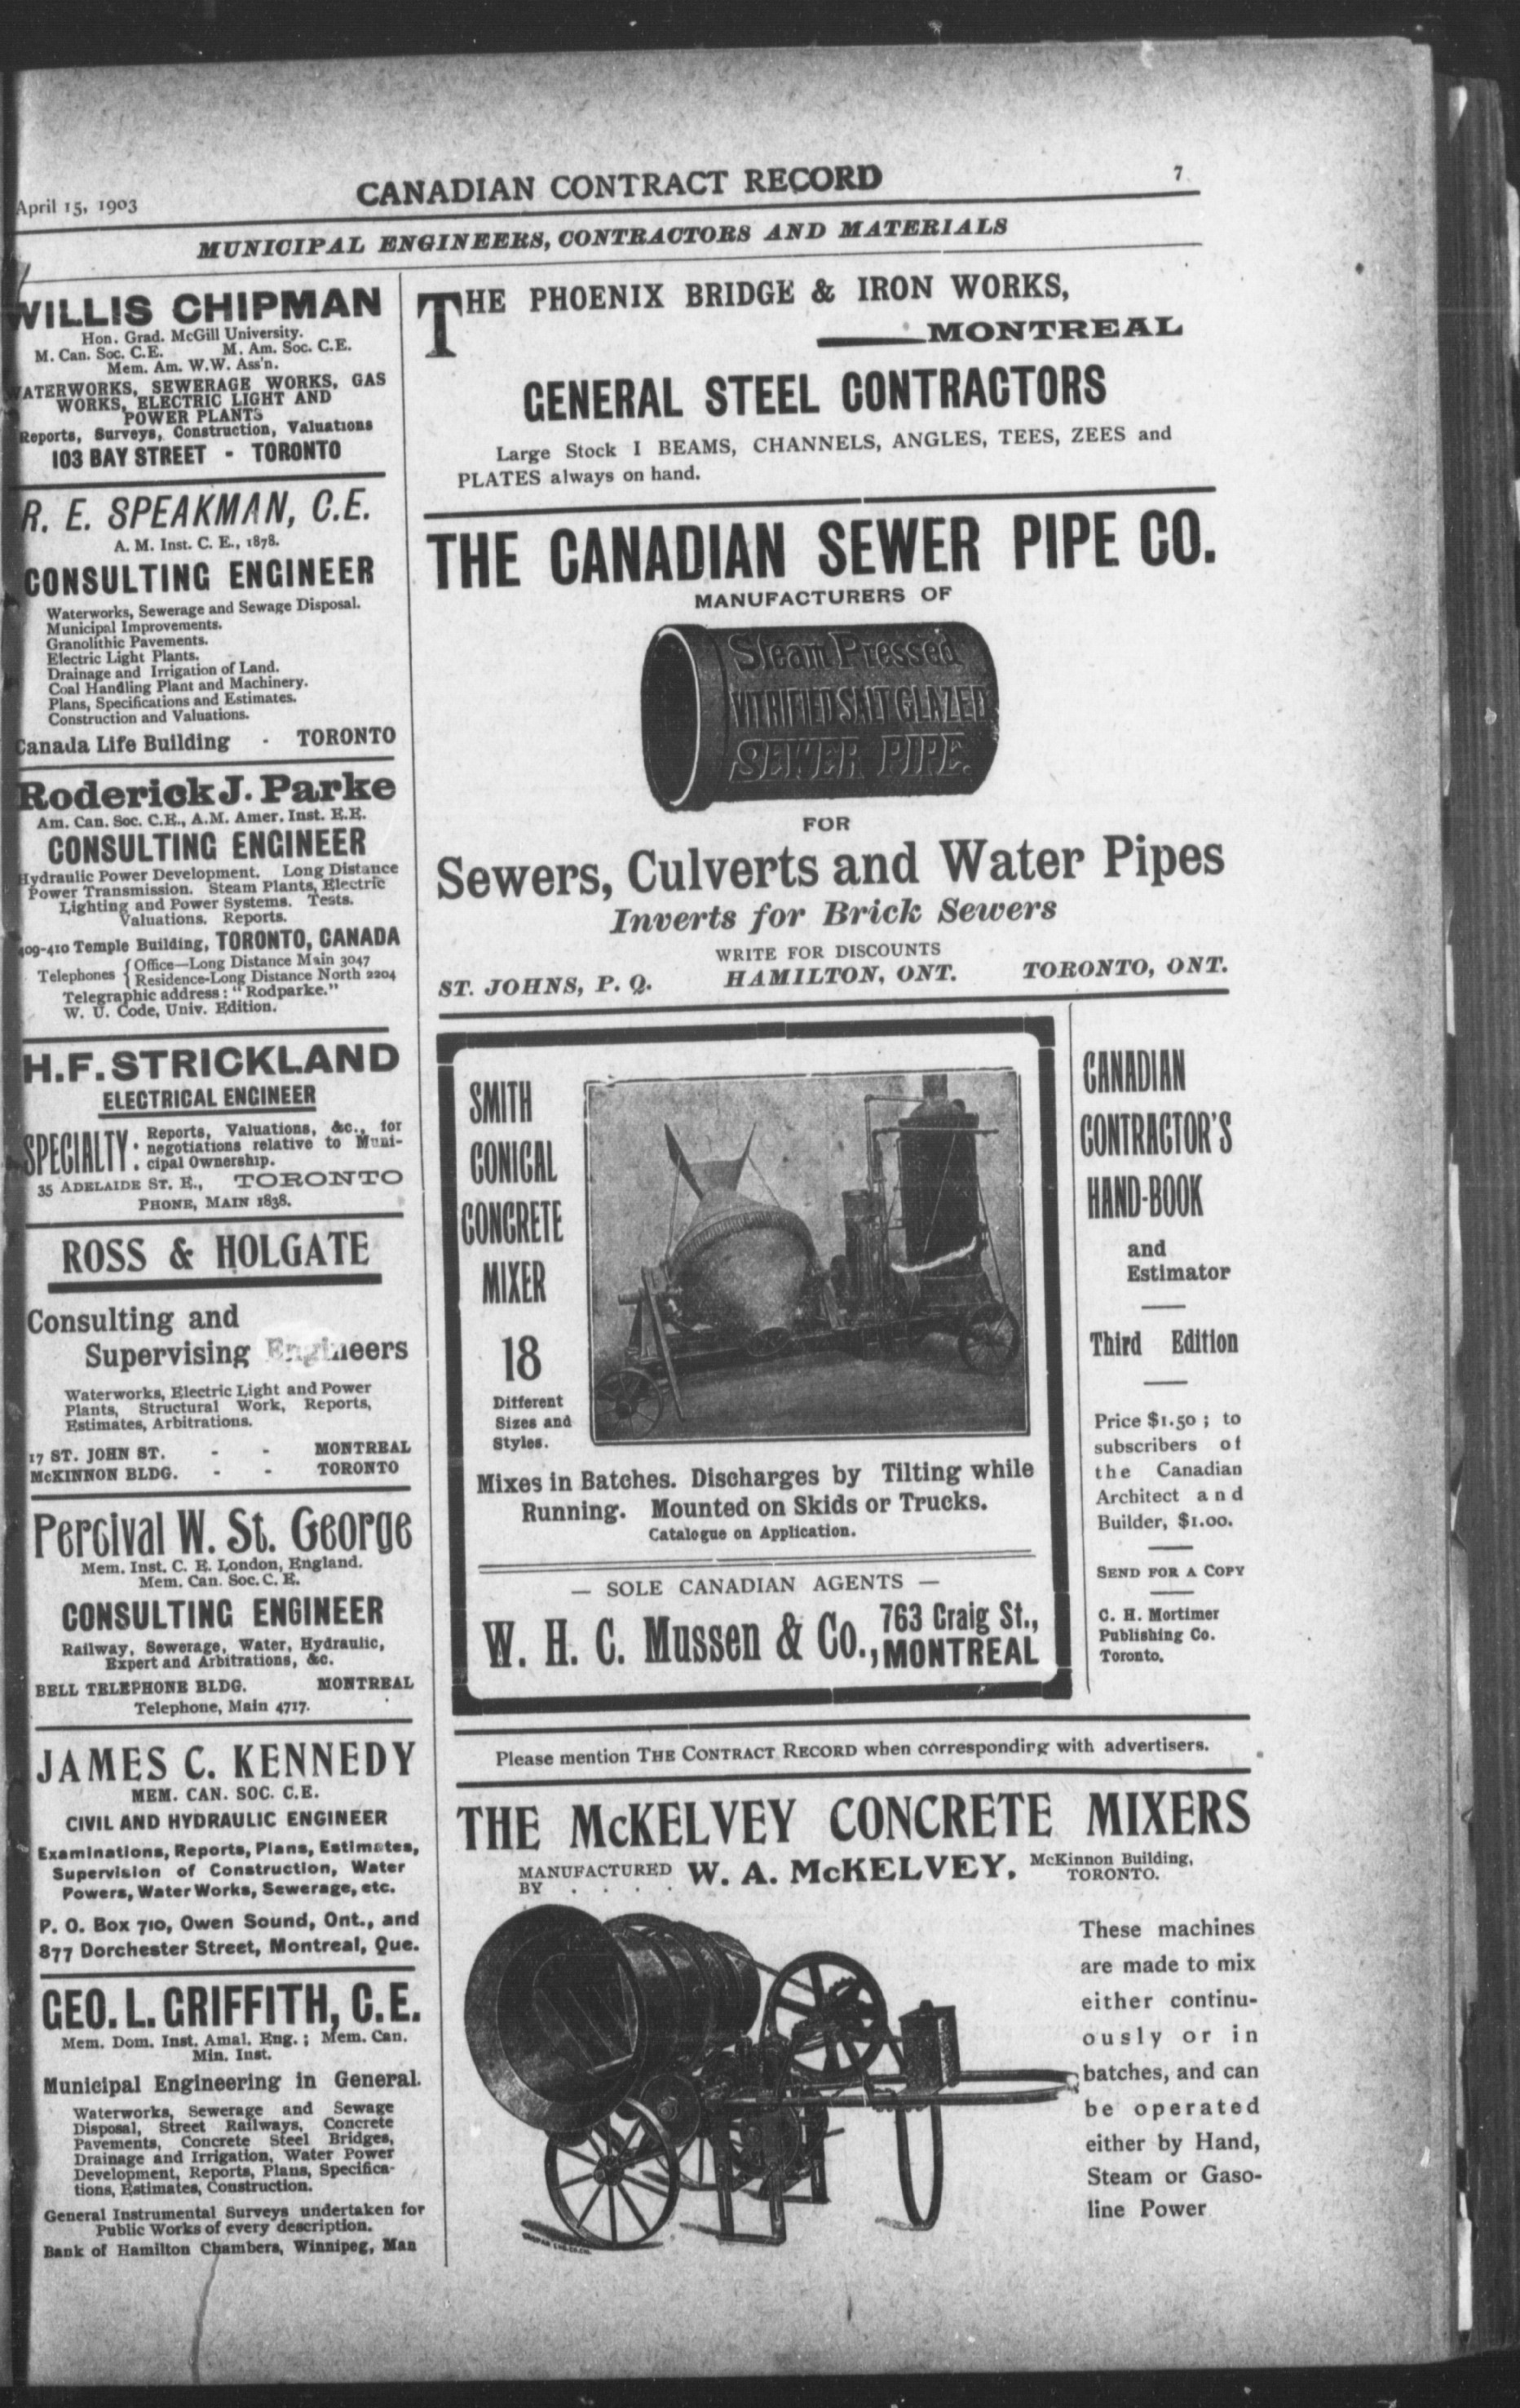 April 15, 1903
CANADIAN CONTRACT RECORD
7
MUNICIPAL ENGINEERS, CONTRACTORS AND MATERIALS
WILLIS CHIPMAN
Hon. Grad. McGill University.
M. Can. Soc. C.E. M. Am. Soc. C.E.
Mem. Am. W.W. Ass'n.
WATERWORKS, SEWERAGE WORKS, GAS
WORKS, ELECTRIC LIGHT AND
POWER PLANTS
Reports, Surveys, Construction, Valuations
103 BAY STREET - TORONTO
R. E. SPEAKMAN, C.E.
A. M. Inst. C. E., 1878.
CONSULTING ENGINEER
Waterworks, Sewerage and Sewage Disposal.
Municipal Improvements.
Granolithic Pavements.
Electric Light Plants.
Drainage and Irrigation of Land.
Coal Handling Plant and Machinery.
Plans, Specifications and Estimates.
Construction and Valuations.
Canada Life Building - TORONTO
Roderick J. Parke
Am. Can. Soc. C.E., A.M. Amer. Inst. E.E.
CONSULTING ENGINEER
Hydraulic Power Development. Long Distance
Power Transmission. Steam Plants, Electric
Lighting and Power Systems. Tests.
Valuations. Reports.
409-410 Temple Building, TORONTO, CANADA
Telephones { Office—Long Distance Main 3047
Residence-Long Distance North 2204
Telegraphic address: "Rodparke."
W. U. Code, Univ. Edition.
H.F. STRICKLAND
ELECTRICAL ENGINEER
SPECIALTY: Reports, Valuations, &c., for
negotiations relative to Muni-
cipal Ownership.
35 ADELAIDE ST. E., TORONTO
PHONE, MAIN 1838.
ROSS & HOLGATE
Consulting and
Supervising Engineers
Waterworks, Electric Light and Power
Plants, Structural Work, Reports,
Estimates, Arbitrations.
17 ST. JOHN ST. - - MONTREAL
McKINNON BLDG. - - TORONTO
Percival W. St. George
Mem. Inst. C. E. London, England.
Mem. Can. Soc. C. E.
CONSULTING ENGINEER
Railway, Sewerage, Water, Hydraulic,
Expert and Arbitrations, &c.
BELL TELEPHONE BLDG. MONTREAL
Telephone, Main 4717.
JAMES C. KENNEDY
MEM. CAN. SOC. C.E.
CIVIL AND HYDRAULIC ENGINEER
Examinations, Reports, Plans, Estimates,
Supervision of Construction, Water
Powers, Water Works, Sewerage, etc.
P. O. Box 710, Owen Sound, Ont., and
877 Dorchester Street, Montreal, Que.
GEO. L. GRIFFITH, C.E.
Mem. Dom. Inst. Amal. Eng.; Mem. Can.
Min. Inst.
Municipal Engineering in General.
Waterworks, Sewerage and Sewage
Disposal, Street Railways, Concrete
Pavements, Concrete Steel Bridges,
Drainage and Irrigation, Water Power
Development, Reports, Plans, Specifica-
tions, Estimates, Construction.
General Instrumental Surveys undertaken for
Public Works of every description.
Bank of Hamilton Chambers, Winnipeg, Man
THE PHOENIX BRIDGE & IRON WORKS,
MONTREAL
GENERAL STEEL CONTRACTORS
Large Stock I BEAMS, CHANNELS, ANGLES, TEES, ZEES and
PLATES always on hand.
THE CANADIAN SEWER PIPE CO.
MANUFACTURERS OF
Steam Pressed
VITRIFIED SALT GLAZED
SEWER PIPE.
FOR
Sewers, Culverts and Water Pipes
Inverts for Brick Sewers
WRITE FOR DISCOUNTS
ST. JOHNS, P. Q. HAMILTON, ONT. TORONTO, ONT.
SMITH
CONICAL
CONCRETE
MIXER
18
Different
Sizes and
Styles.
Mixes in Batches. Discharges by Tilting while
Running. Mounted on Skids or Trucks.
Catalogue on Application.
— SOLE CANADIAN AGENTS —
W. H. C. Mussen & Co., 763 Craig St.,
MONTREAL
CANADIAN
CONTRACTOR'S
HAND-BOOK
and
Estimator
Third Edition
Price $1.50; to
subscribers of
the Canadian
Architect and
Builder, $1.00.
SEND FOR A COPY
C. H. Mortimer
Publishing Co.
Toronto.
Please mention THE CONTRACT RECORD when corresponding with advertisers.
THE McKELVEY CONCRETE MIXERS
MANUFACTURED
BY . . . . W. A. McKELVEY, McKinnon Building,
TORONTO.
These machines
are made to mix
either continu-
ously or in
batches, and can
be operated
either by Hand,
Steam or Gaso-
line Power